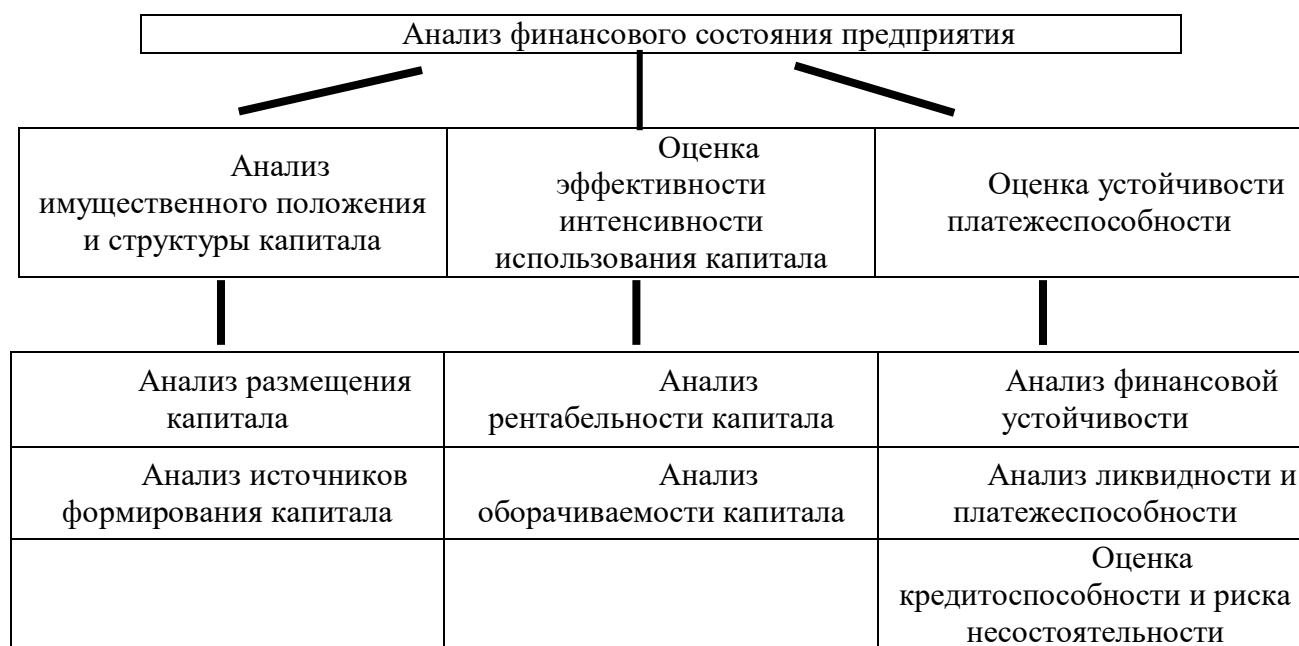 Анализ финансового состояния предприятия
Анализ
имущественного положения
и структуры капитала
Оценка
эффективности
интенсивности
использования капитала
Оценка устойчивости
платежеспособности
Анализ размещения
капитала
Анализ
рентабельности капитала
Анализ финансовой
устойчивости
Анализ источников
формирования капитала
Анализ
оборачиваемости капитала
Анализ ликвидности и
платежеспособности
Оценка
кредитоспособности и риска
несостоятельности